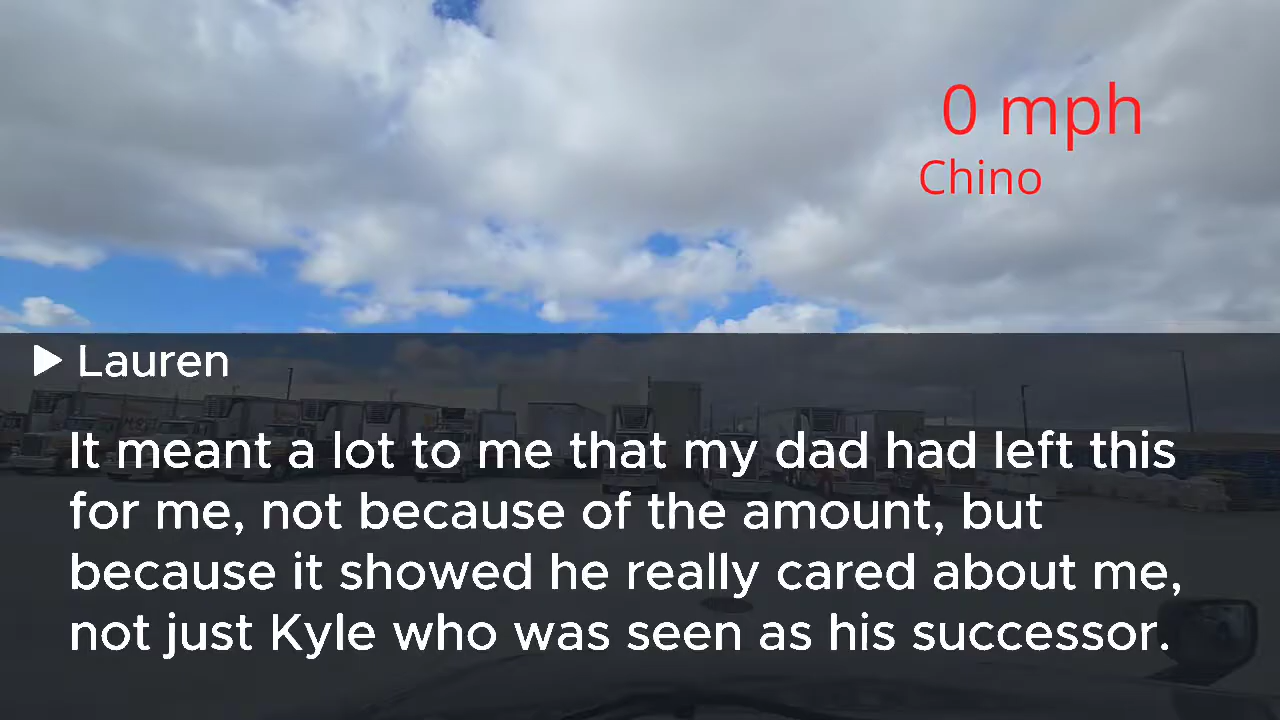 0 mph
Chino
Lauren
It meant a lot to me that my dad had left this
for me, not because of the amount, but
because it showed he really cared about me,
not just Kyle who was seen as his successor.